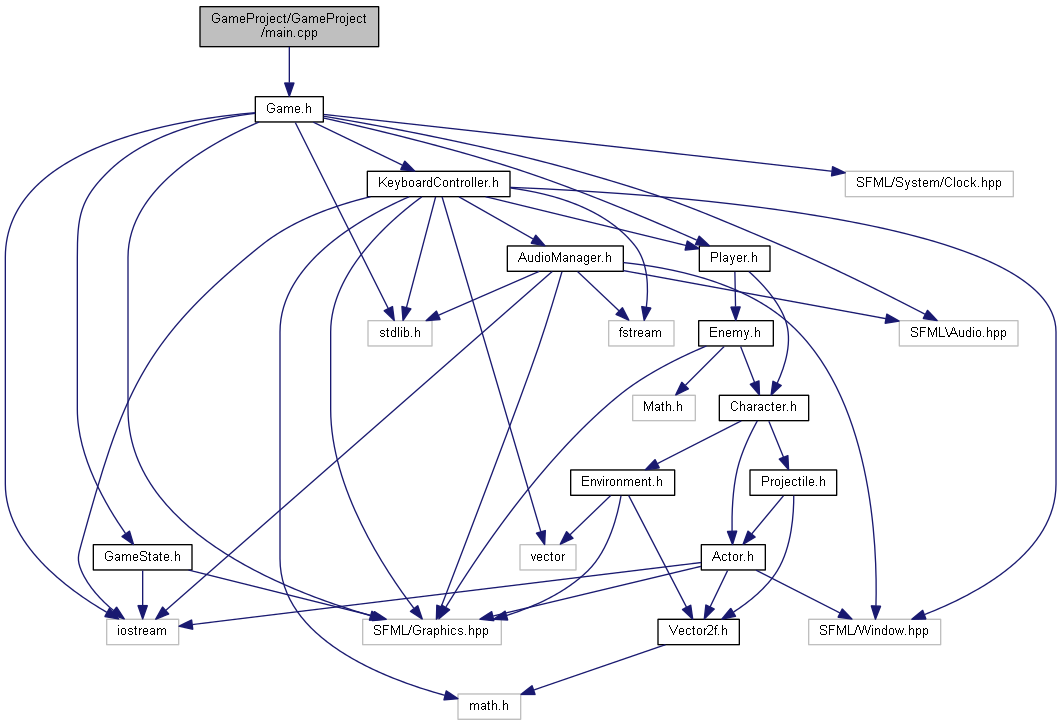 GameProject/GameProject
/main.cpp
Game.h
KeyboardController.h
SFML/System/Clock.hpp
AudioManager.h
Player.h
stdlib.h
fstream
Enemy.h
SFML\Audio.hpp
Math.h
Character.h
Environment.h
Projectile.h
GameState.h
vector
Actor.h
iostream
SFML/Graphics.hpp
Vector2f.h
SFML/Window.hpp
math.h